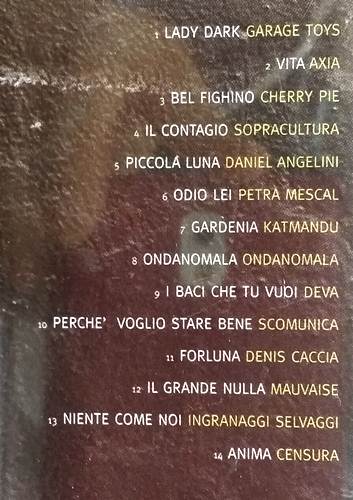 1 LADY DARK GARAGE TOYS
2 VITA AXIA
3 BEL FIGHINO CHERRY PIE
4 IL CONTAGIO SOPRACULTURA
5 PICCOLA LUNA DANIEL ANGELINI
6 ODIO LEI PETRA MESCAL
7 GARDENIA KATMANDU
8 ONDANOMALA ONDANOMALA
9 I BACI CHE TU VUOI DEVA
10 PERCHE' VOGLIO STARE BENE SCOMUNICA
11 FORLUNA DENIS CACCIA
12 IL GRANDE NULLA MAUVAISE
13 NIENTE COME NOI INGRANAGGI SELVAGGI
14 ANIMA CENSURA